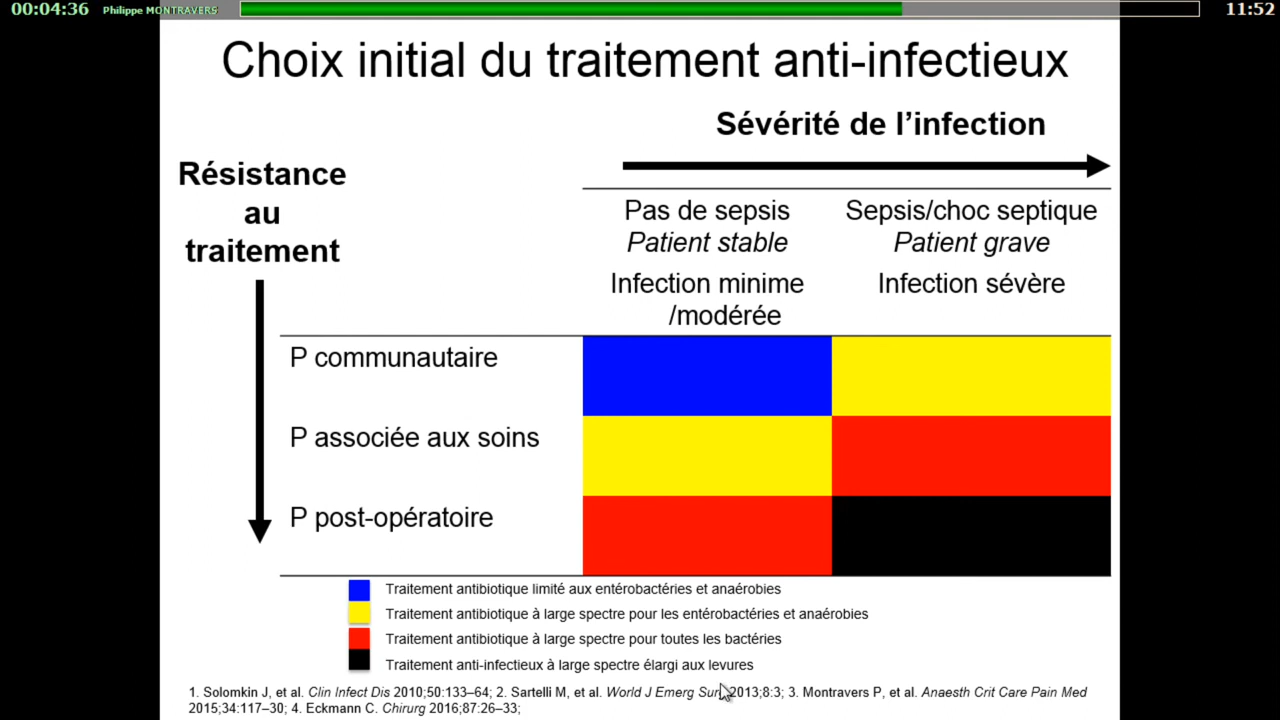 00:04:36 Philippe MONTRAVERS 11:52
Choix initial du traitement anti-infectieux
Sévérité de l'infection
Résistance
au
traitement
Pas de sepsis Sepsis/choc septique
Patient stable Patient grave
Infection minime Infection sévère
/modérée
P communautaire
P associée aux soins
P post-opératoire
Traitement antibiotique limité aux entérobactéries et anaérobies
Traitement antibiotique à large spectre pour les entérobactéries et anaérobies
Traitement antibiotique à large spectre pour toutes les bactéries
Traitement anti-infectieux à large spectre élargi aux levures
1. Solomkin J, et al. Clin Infect Dis 2010;50:133–64; 2. Sartelli M, et al. World J Emerg 2013;8:3; 3. Montravers P, et al. Anaesth Crit Care Pain Med
2015;34:117–30; 4. Eckmann C. Chirurg 2016;87:26–33;